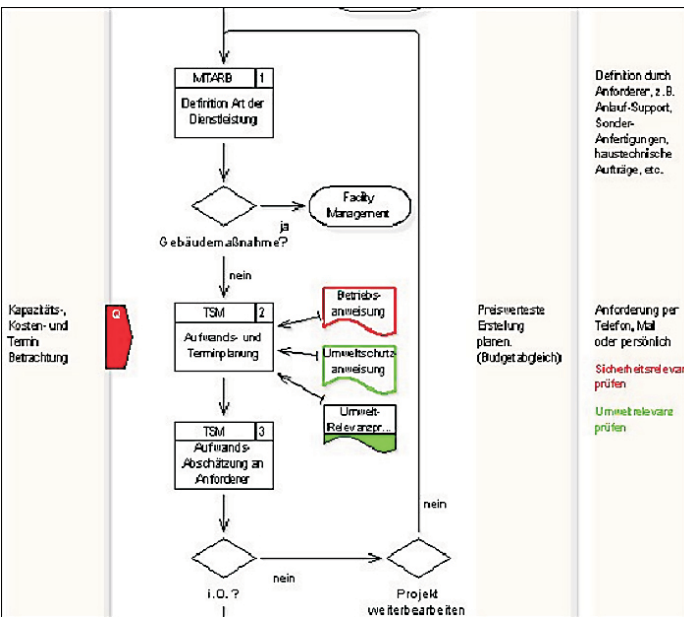 MITARB 1
Definition Art der
Dienstleistung
Definition durch
Anforderer, z.B.
Anlauf-Support,
Sonder-
Anfertigungen,
haustechnische
Aufträge, etc.
Facility
Management
ja
Gebäudemaßnahme?
nein
Kapazitäts-,
Kosten- und
Termin
Betrachtung
Q
TSM 2
Aufwands- und
Terminplanung
Betriebs-
anweisung
Umweltschutz
anweisung
Umwelt-
Relevanzpr...
Preiswerteste
Erstellung
planen.
(Budgetabgleich)
Anforderung per
Telefon, Mail
oder persönlich
Sicherheitsrelevan
prüfen
Umweltrelevanz
prüfen
TSM 3
Aufwands-
Abschätzung an
Anforderer
nein
nein
i.O.?
Projekt
weiterbearbeiten